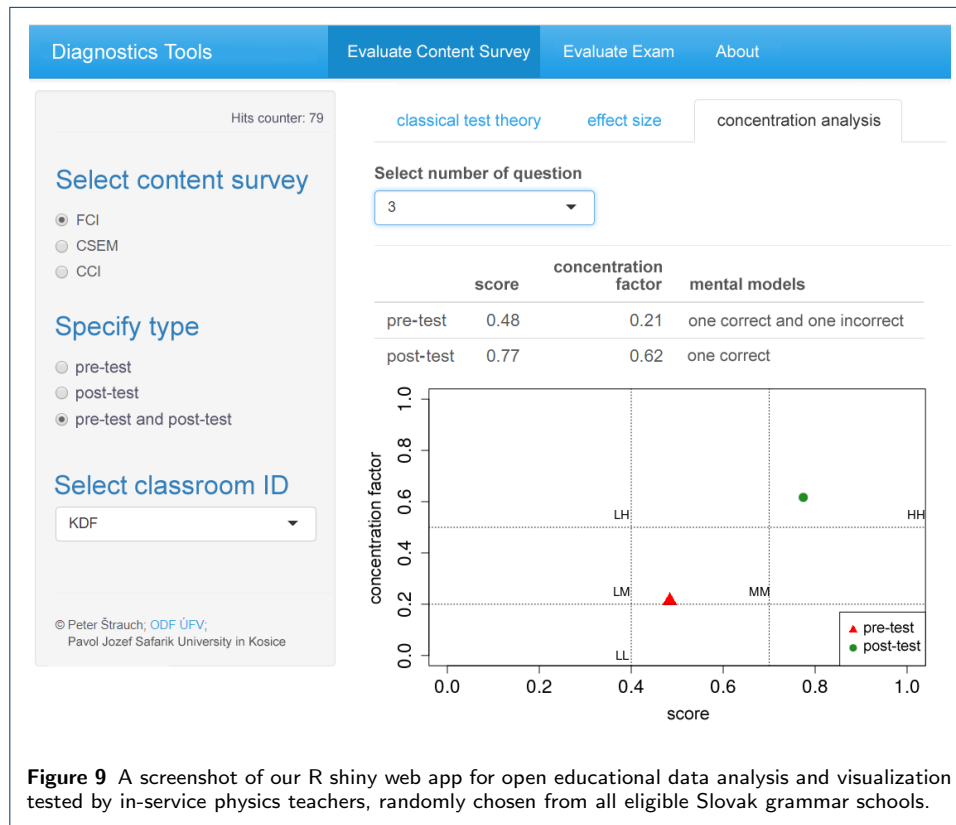 Diagnostics Tools
Evaluate Content Survey
Evaluate Exam
About
Hits counter: 79
Select content survey
FCI
CSEM
CCI
Specify type
pre-test
post-test
pre-test and post-test
Select classroom ID
KDF
© Peter Štrauch; ODF ÚFV;
Pavol Jozef Safarik University in Kosice
classical test theory
effect size
concentration analysis
Select number of question
3
score concentration factor mental models
pre-test 0.48 0.21 one correct and one incorrect
post-test 0.77 0.62 one correct
concentration factor
1.0
0.8
0.6
0.4
0.2
0.0
LH
HH
LM
MM
LL
pre-test
post-test
0.0 0.2 0.4 0.6 0.8 1.0
score
Figure 9 A screenshot of our R shiny web app for open educational data analysis and visualization
tested by in-service physics teachers, randomly chosen from all eligible Slovak grammar schools.